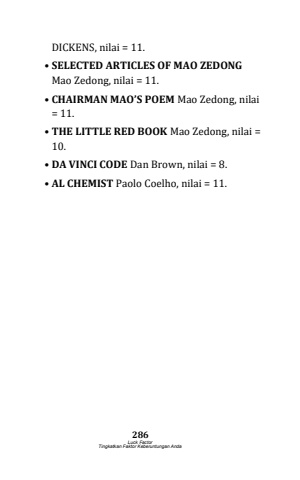 DICKENS, nilai = 11.
• SELECTED ARTICLES OF MAO ZEDONG
Mao Zedong, nilai = 11.
• CHAIRMAN MAO’S POEM Mao Zedong, nilai
= 11.
• THE LITTLE RED BOOK Mao Zedong, nilai =
10.
• DA VINCI CODE Dan Brown, nilai = 8.
• AL CHEMIST Paolo Coelho, nilai = 11.
286
Luck Factor
Tingkatkan Faktor Keberuntungan Anda